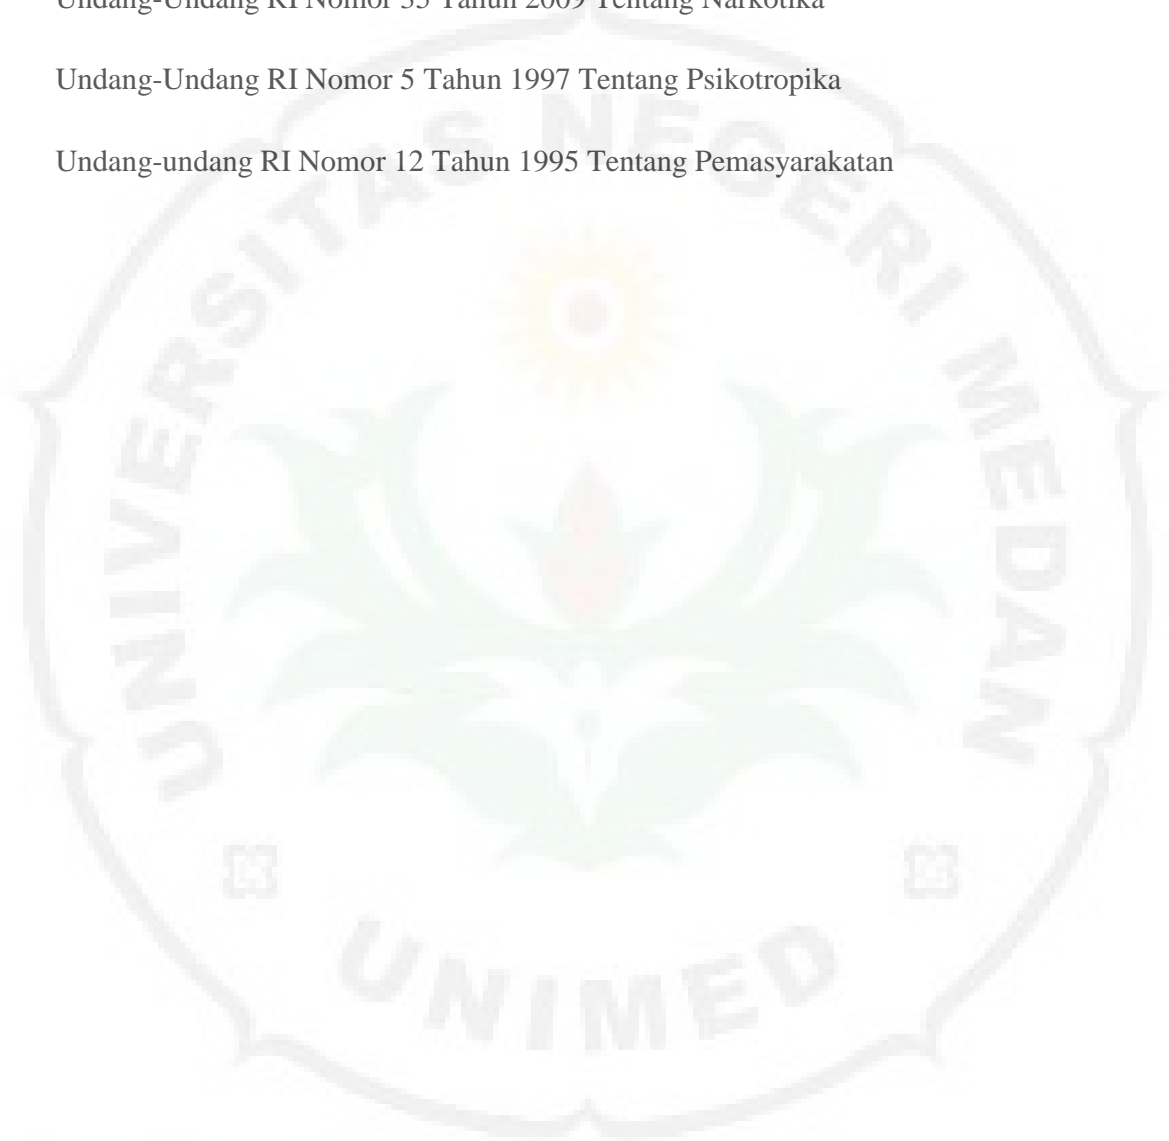 Undang-Undang RI Nomor 35 Tahun 2009 Tentang Narkotika
Undang-Undang RI Nomor 5 Tahun 1997 Tentang Psikotropika
Undang-undang RI Nomor 12 Tahun 1995 Tentang Pemasyarakatan
UNIVERSITAS NEGERI MEDAN
UNIMED